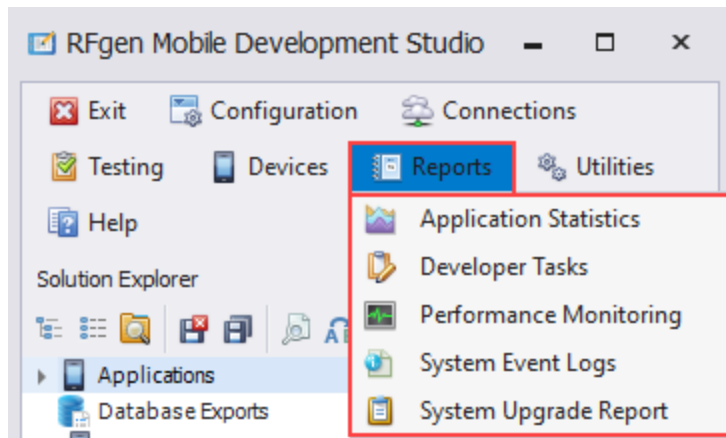 RFgen Mobile Development Studio
Exit Configuration Connections
Testing Devices Reports Utilities
Help
Application Statistics
Developer Tasks
Performance Monitoring
System Event Logs
System Upgrade Report
Solution Explorer
Applications
Database Exports